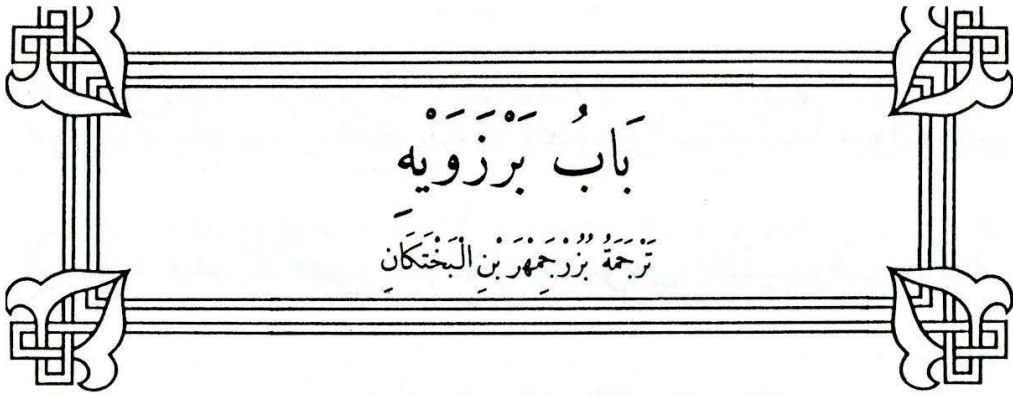 بَابُ بَرْزَوَيْهِ
تَرْجَمَةُ بُزُرْجَمِهْرَ بْنِ الْبَخْتَكَانِ